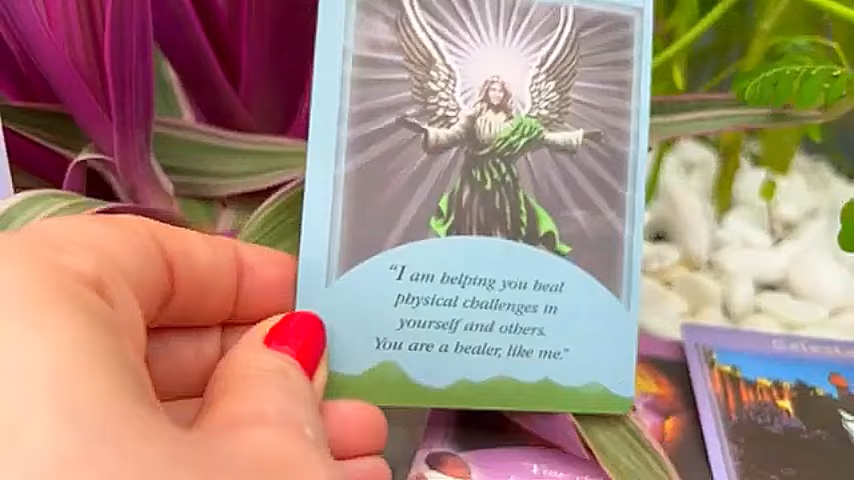 “I am helping you heal
physical challenges in
yourself and others.
You are a healer, like me.”